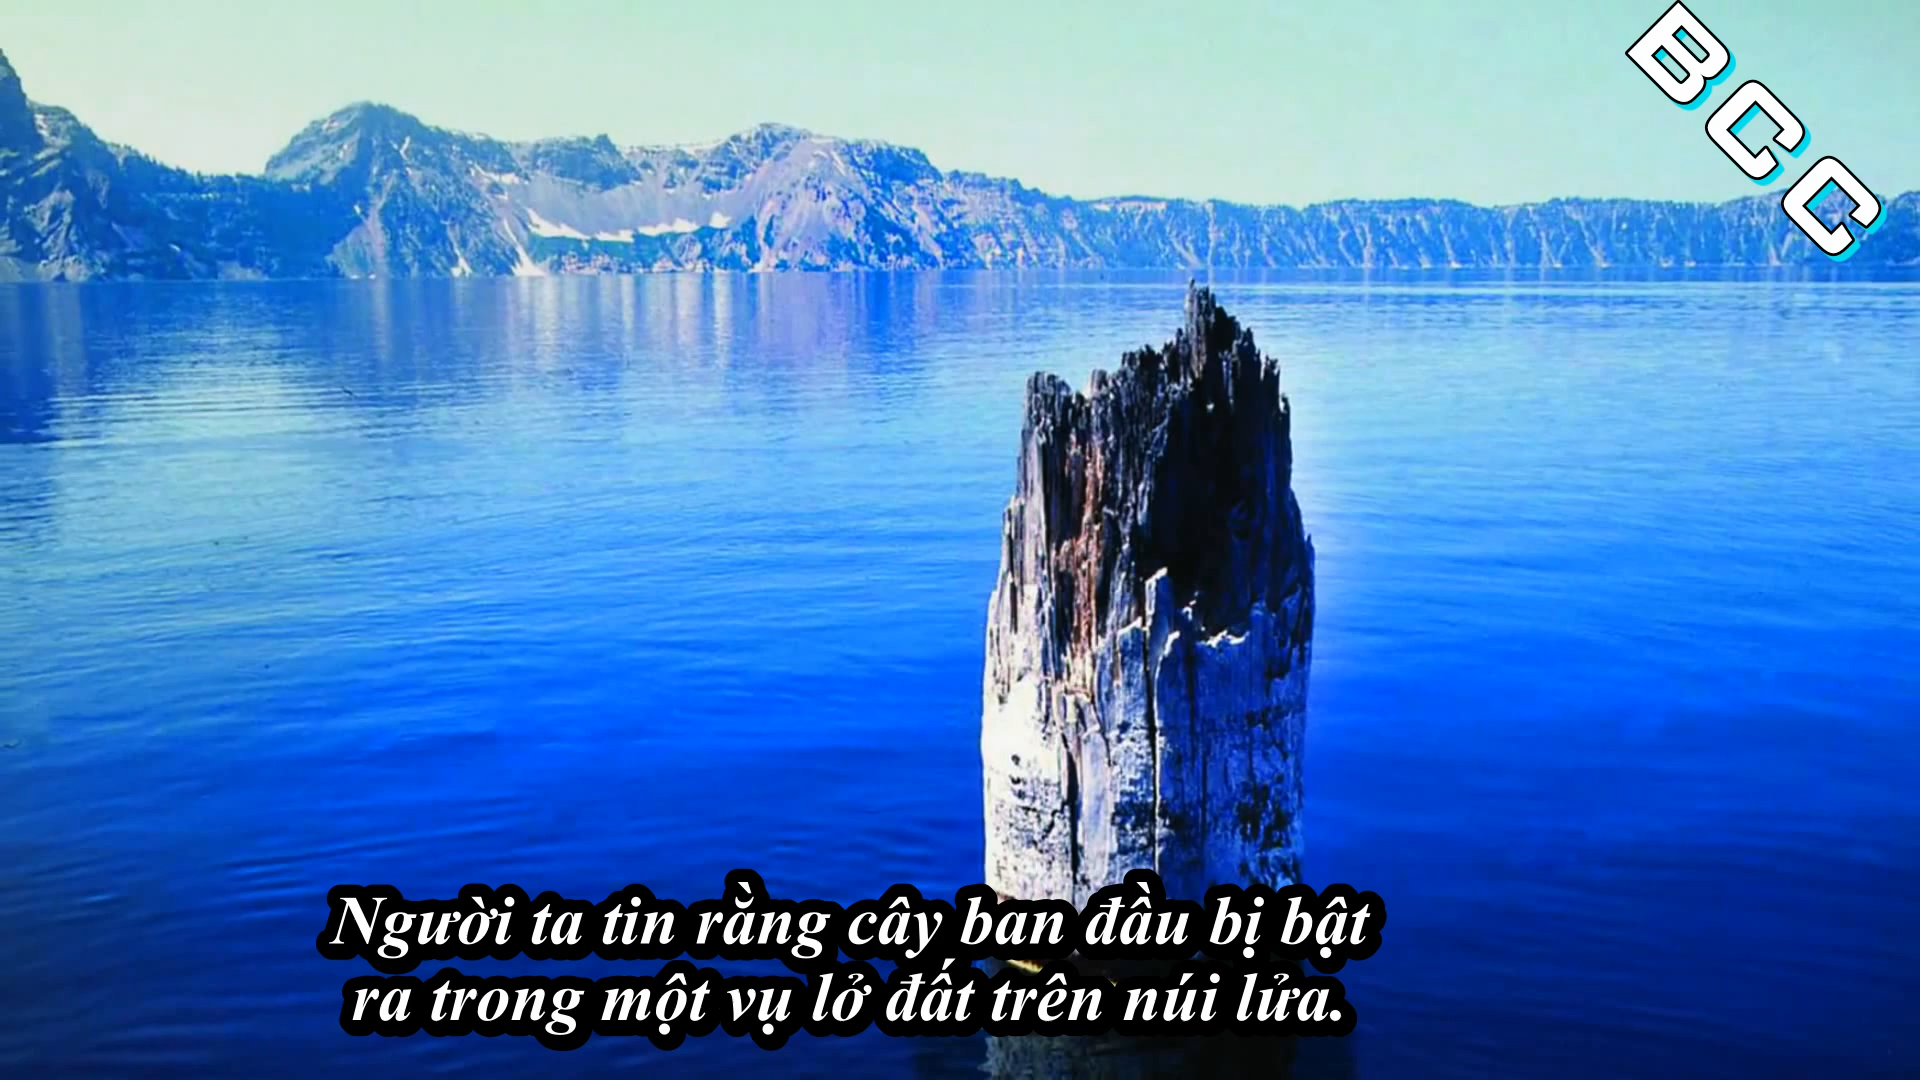 BCC
Người ta tin rằng cây ban đầu bị bật
ra trong một vụ lở đất trên núi lửa.